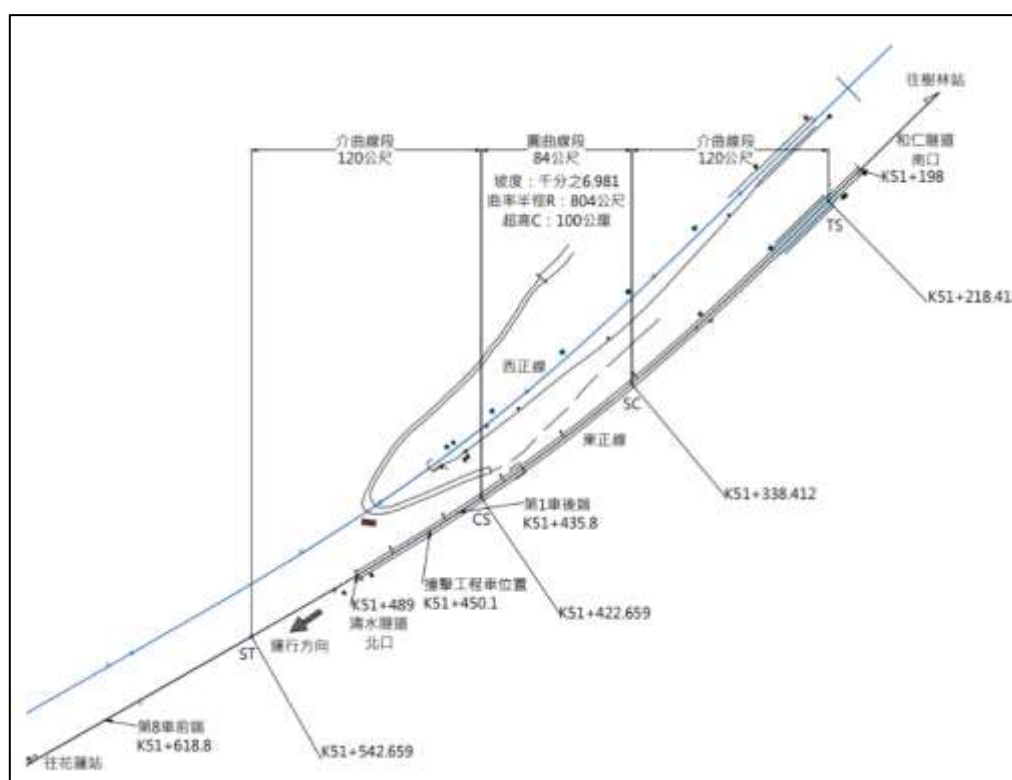 往樹林站
介曲線段
120公尺
圓曲線段
84公尺
介曲線段
120公尺
和仁隧道
南口
K51+198
坡度：千分之6.981
曲率半徑R：804公尺
超高C：100公厘
TS
K51+218.41
西正線
SC
東正線
K51+338.412
第1車後端
K51+435.8
CS
撞擊工程車位置
K51+450.1
K51+489
清水隧道
北口
K51+422.659
ST
運行方向
第8車前端
K51+618.8
K51+542.659
往花蓮站